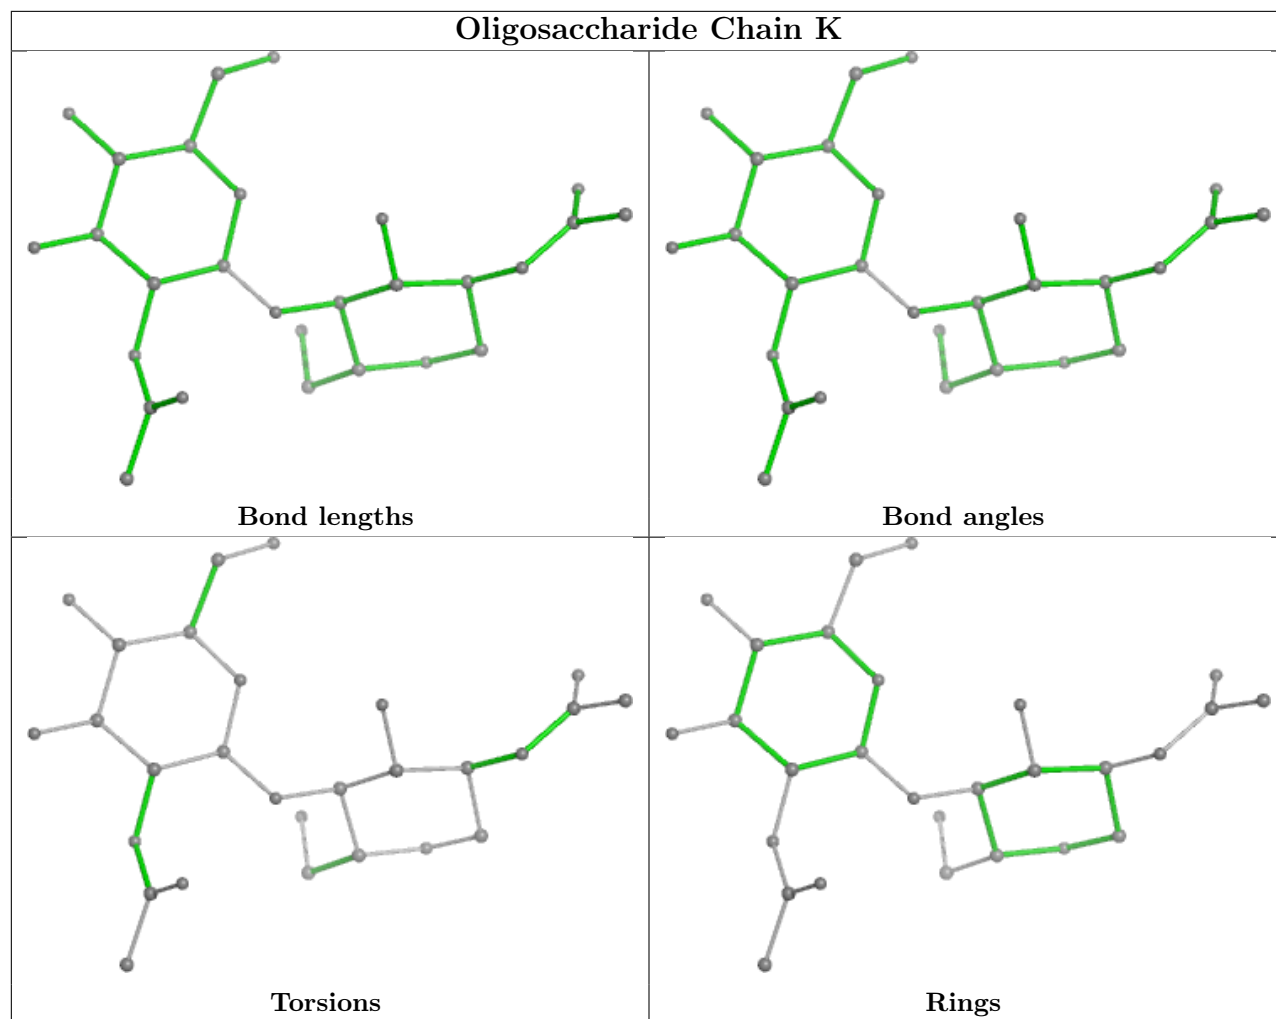 Oligosaccharide Chain K
Bond lengths
Bond angles
Torsions
Rings